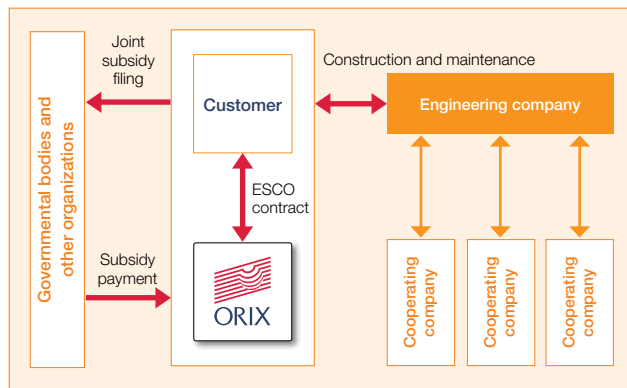 Joint
subsidy
filing
Construction and maintenance
Customer
Engineering company
Governmental bodies and
other organizations
ESCO
contract
Subsidy
payment
ORIX
Cooperating
company
Cooperating
company
Cooperating
company